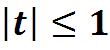 |t| ≤ 1